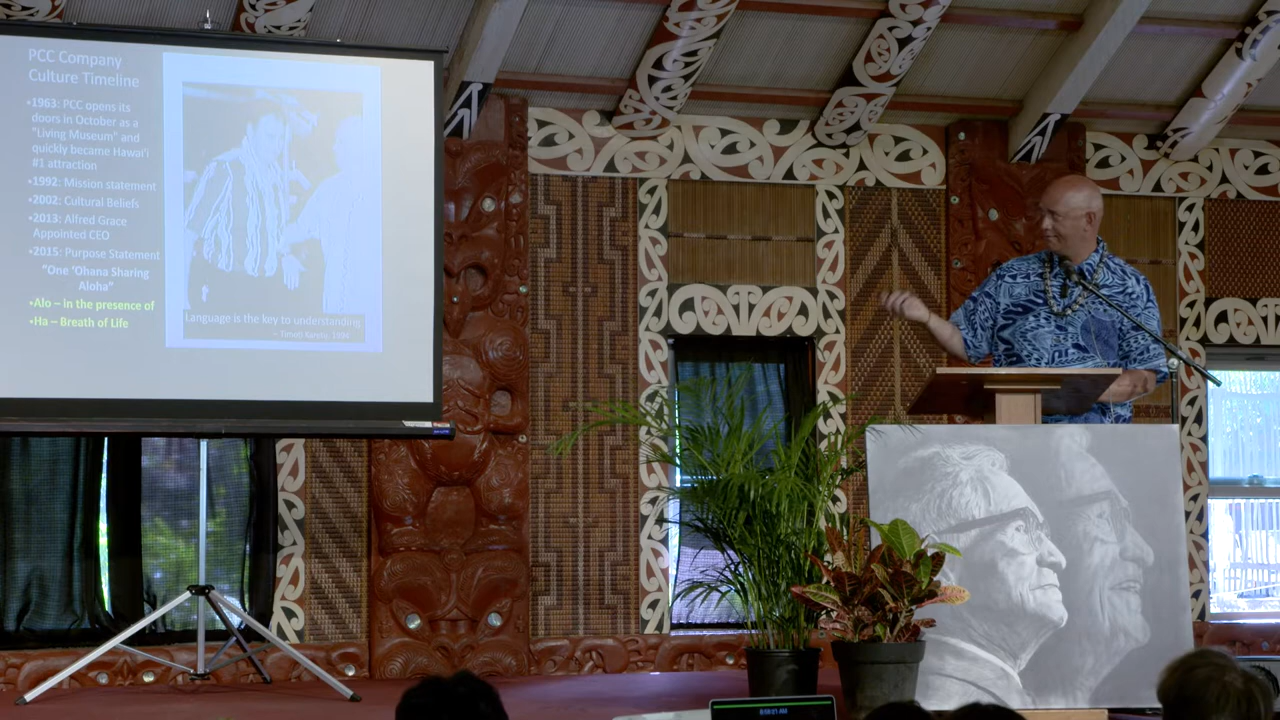 PCC Company
Culture Timeline
•1963: PCC opens its
doors in October as a
"Living Museum" and
quickly became Hawai'i
#1 attraction
•1992: Mission statement
•2002: Cultural Beliefs
•2013: Alfred Grace
Appointed CEO
•2015: Purpose Statement
"One 'Ohana Sharing
Aloha"
•Alo – in the presence of
•Ha – Breath of Life
Language is the key to understanding
1999